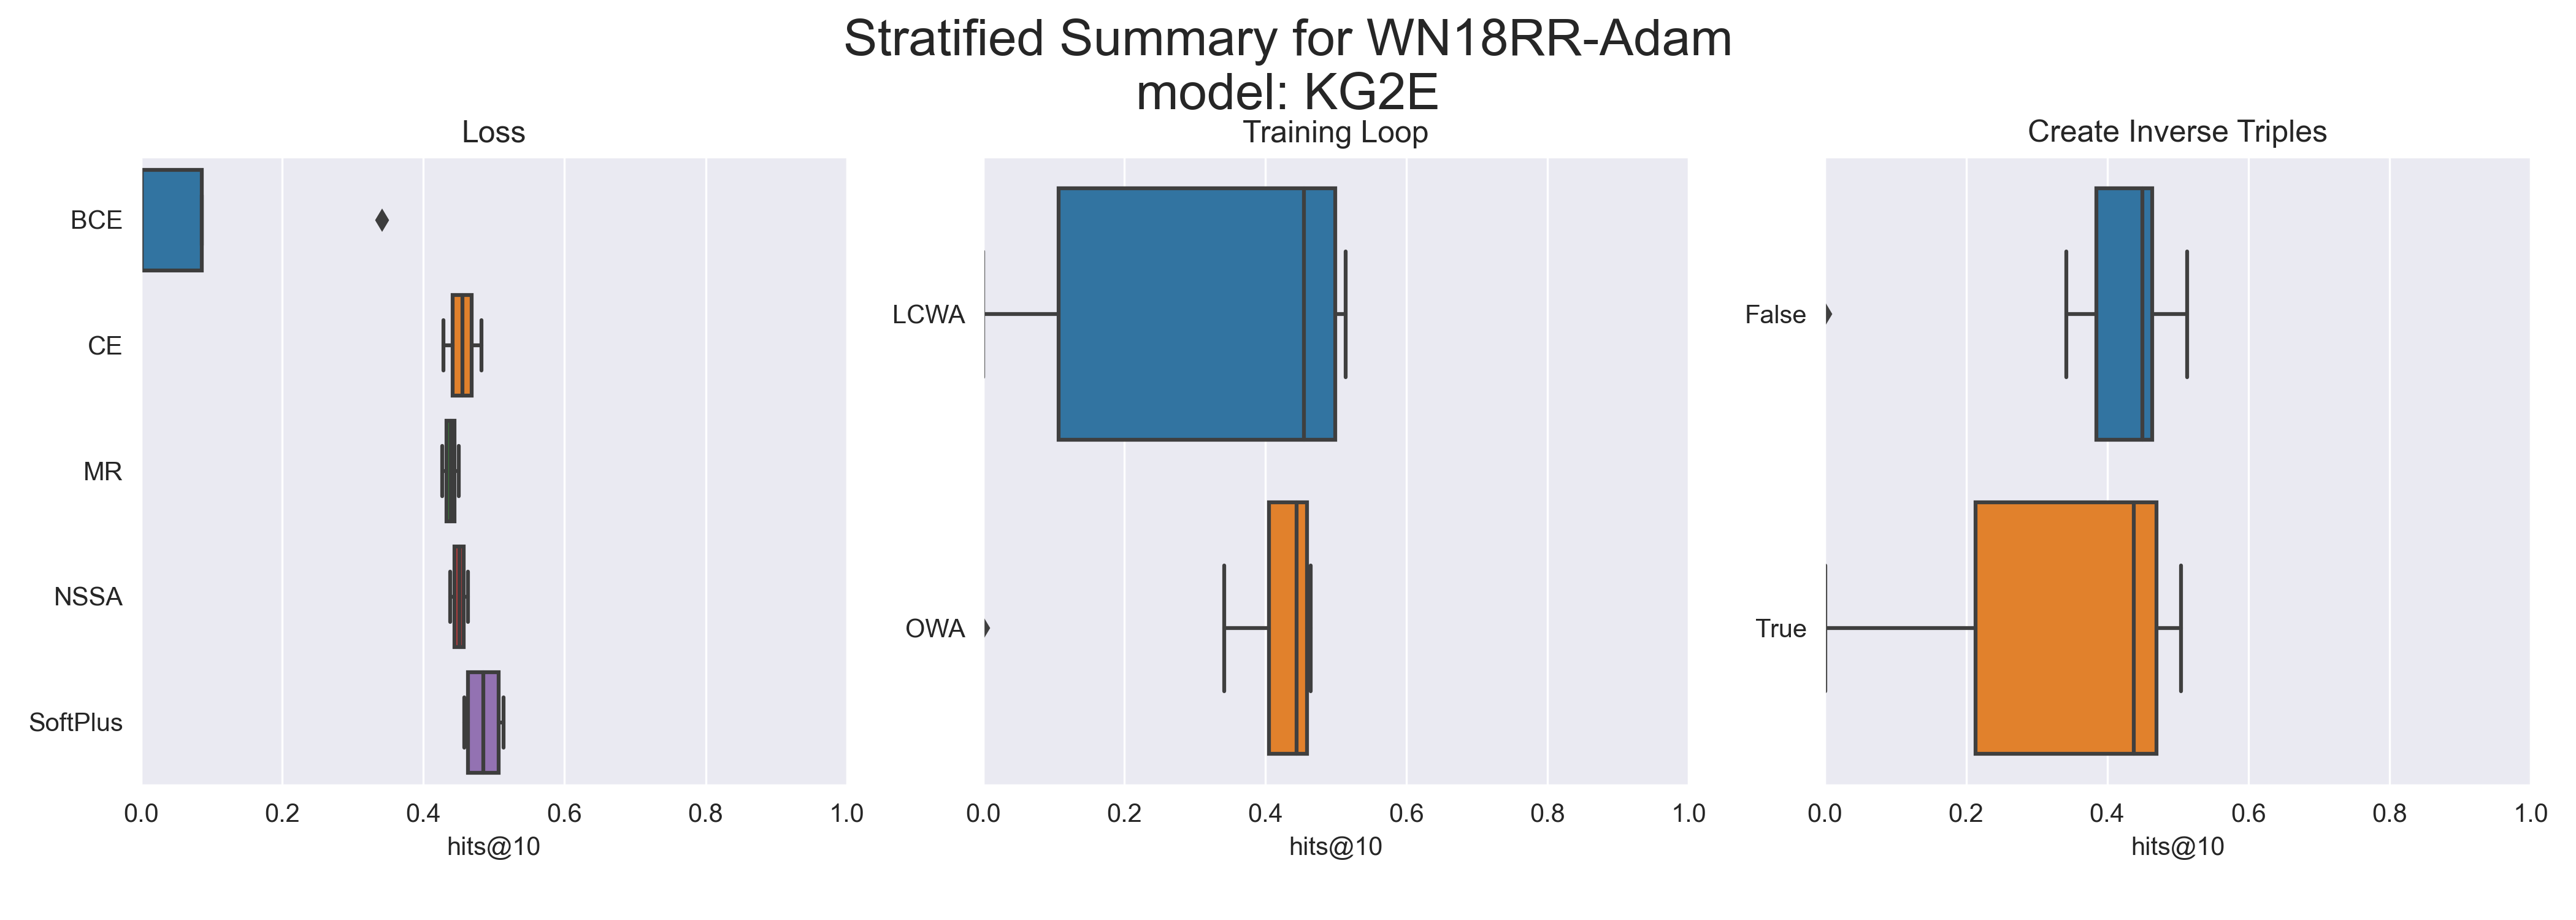 Stratified Summary for WN18RR-Adam
model: KG2E
Loss
BCE
CE
MR
NSSA
SoftPlus
0.0 0.2 0.4 0.6 0.8 1.0
hits@10
Training Loop
LCWA
OWA
0.0 0.2 0.4 0.6 0.8 1.0
hits@10
Create Inverse Triples
False
True
0.0 0.2 0.4 0.6 0.8 1.0
hits@10